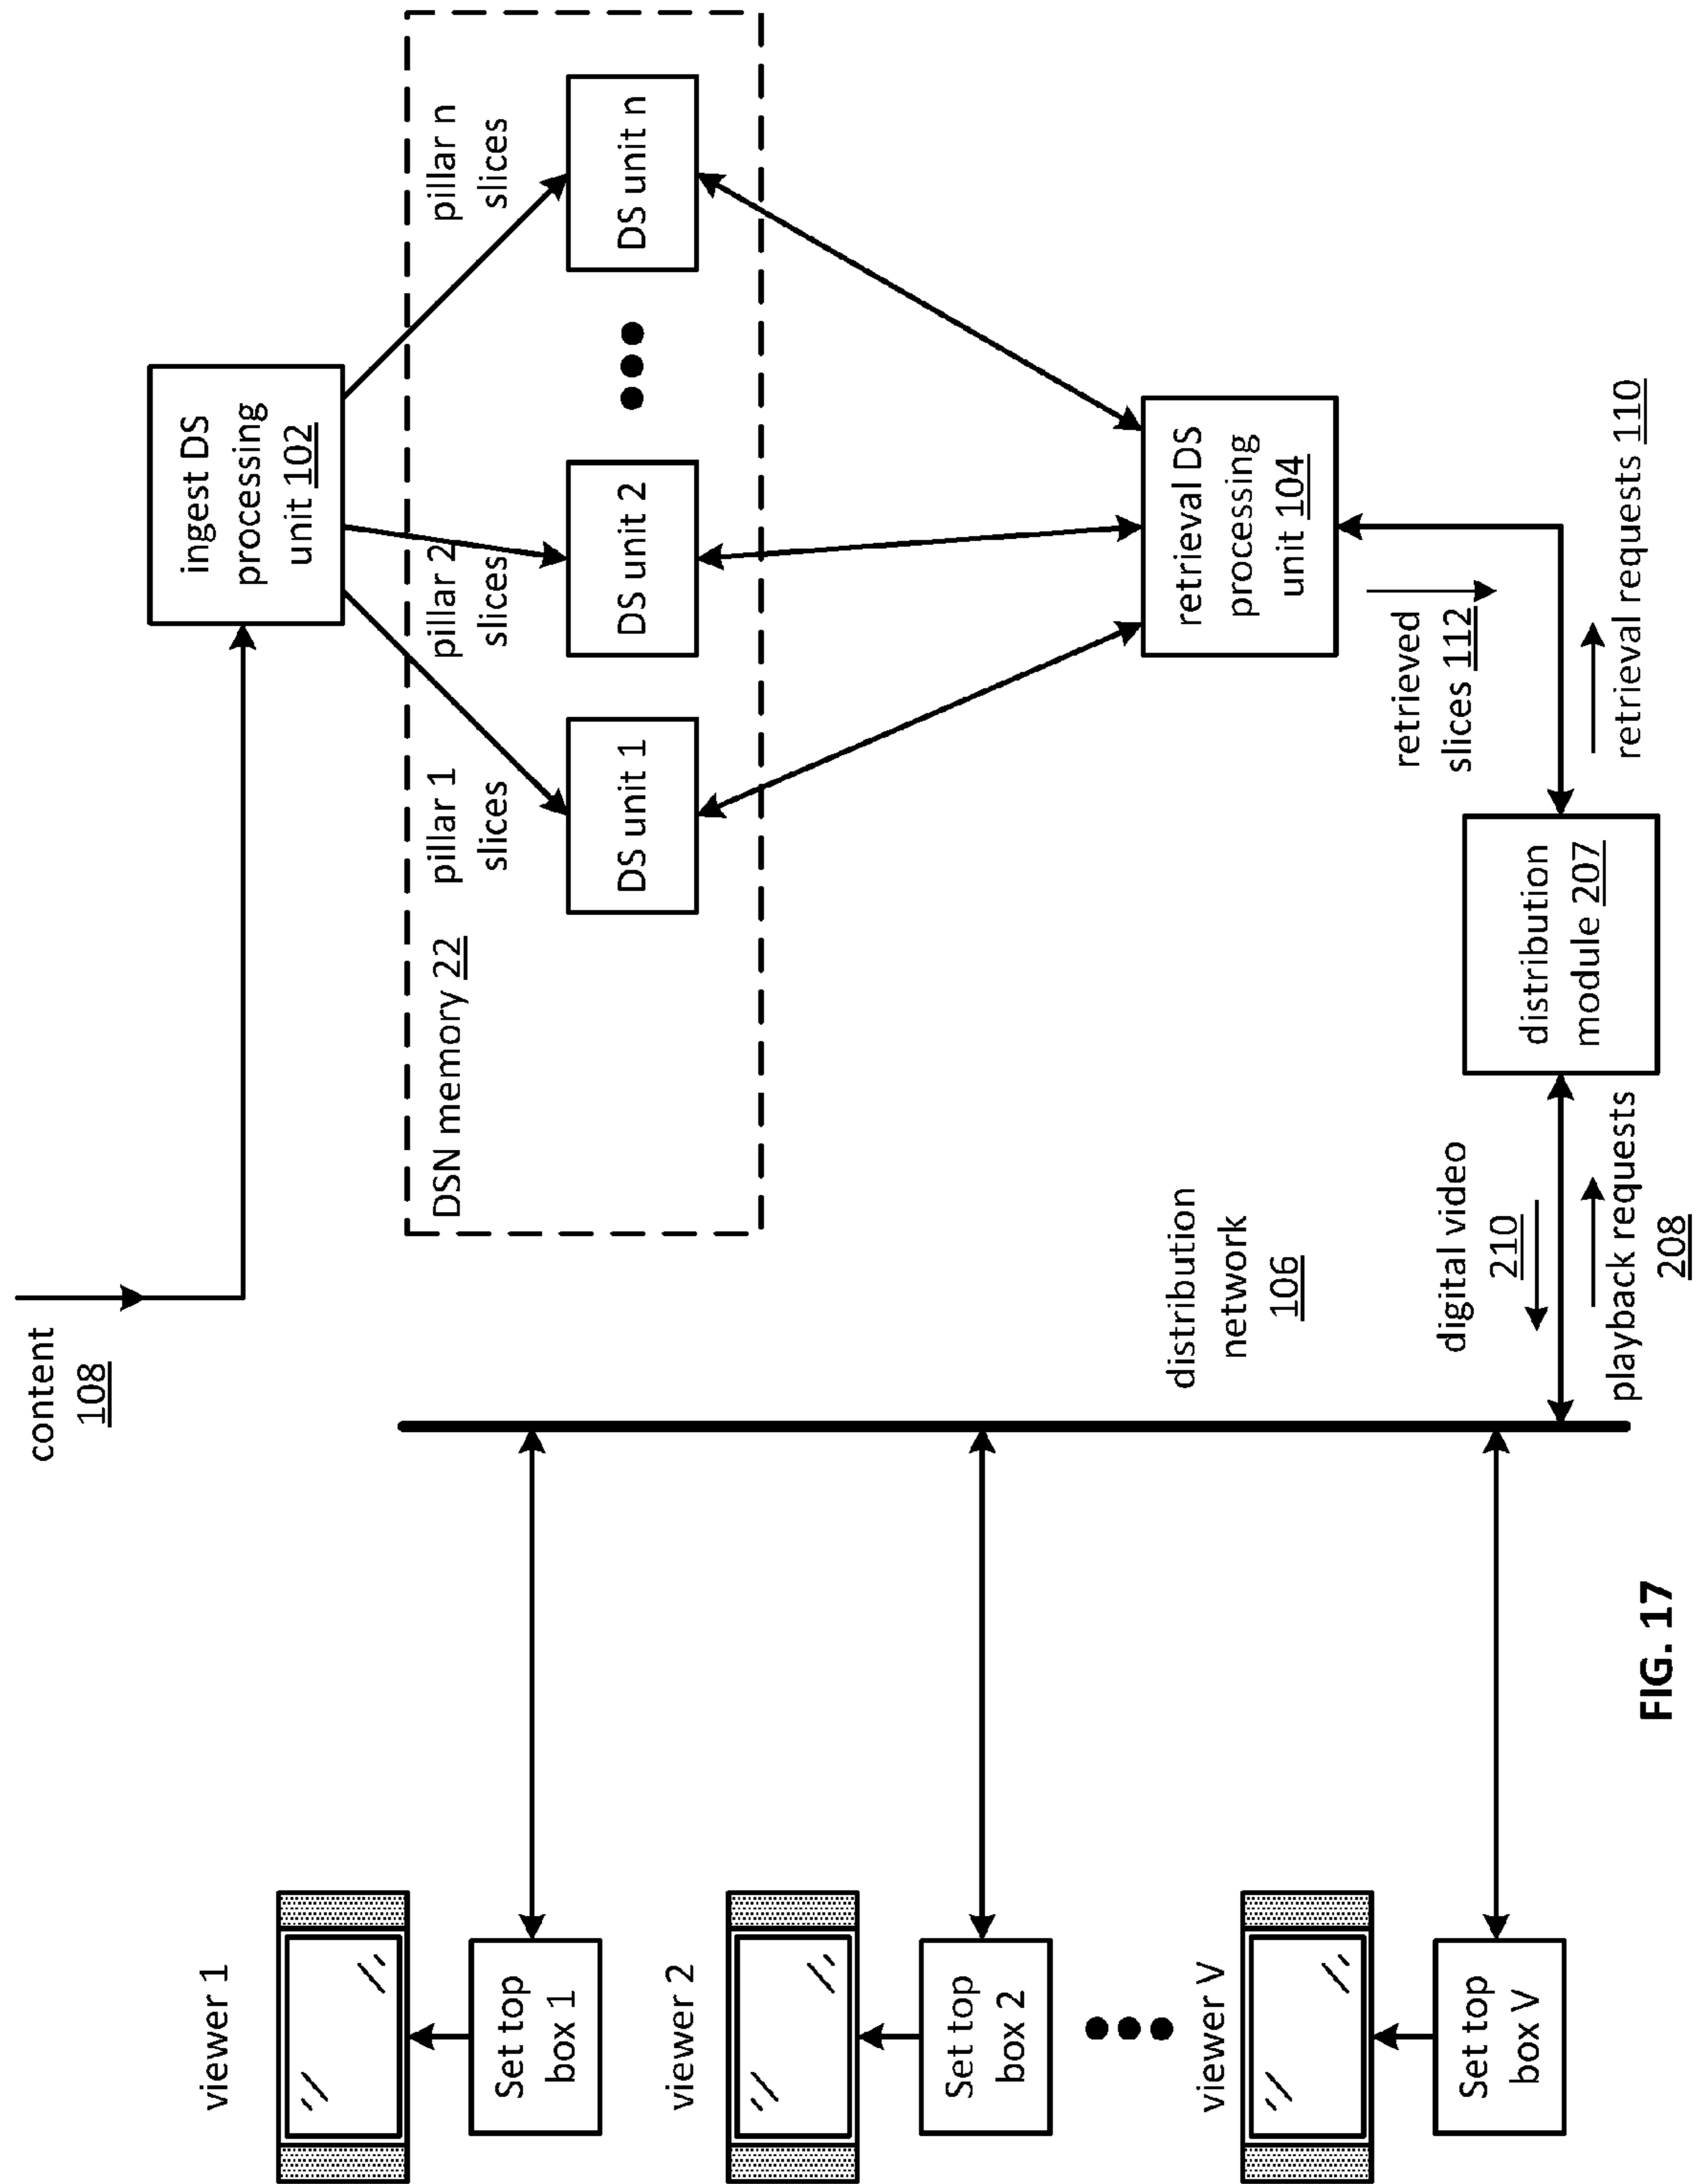 content
108
ingest DS
processing
unit 102
DSN memory 22
pillar 1
slices
pillar 2
slices
pillar n
slices
DS unit 1
DS unit 2
DS unit n
viewer 1
Set top
box 1
viewer 2
Set top
box 2
viewer V
Set top
box V
distribution
network
106
retrieval DS
processing
unit 104
retrieved
slices 112
retrieval requests 110
distribution
module 207
digital video
210
playback requests
208
FIG. 17